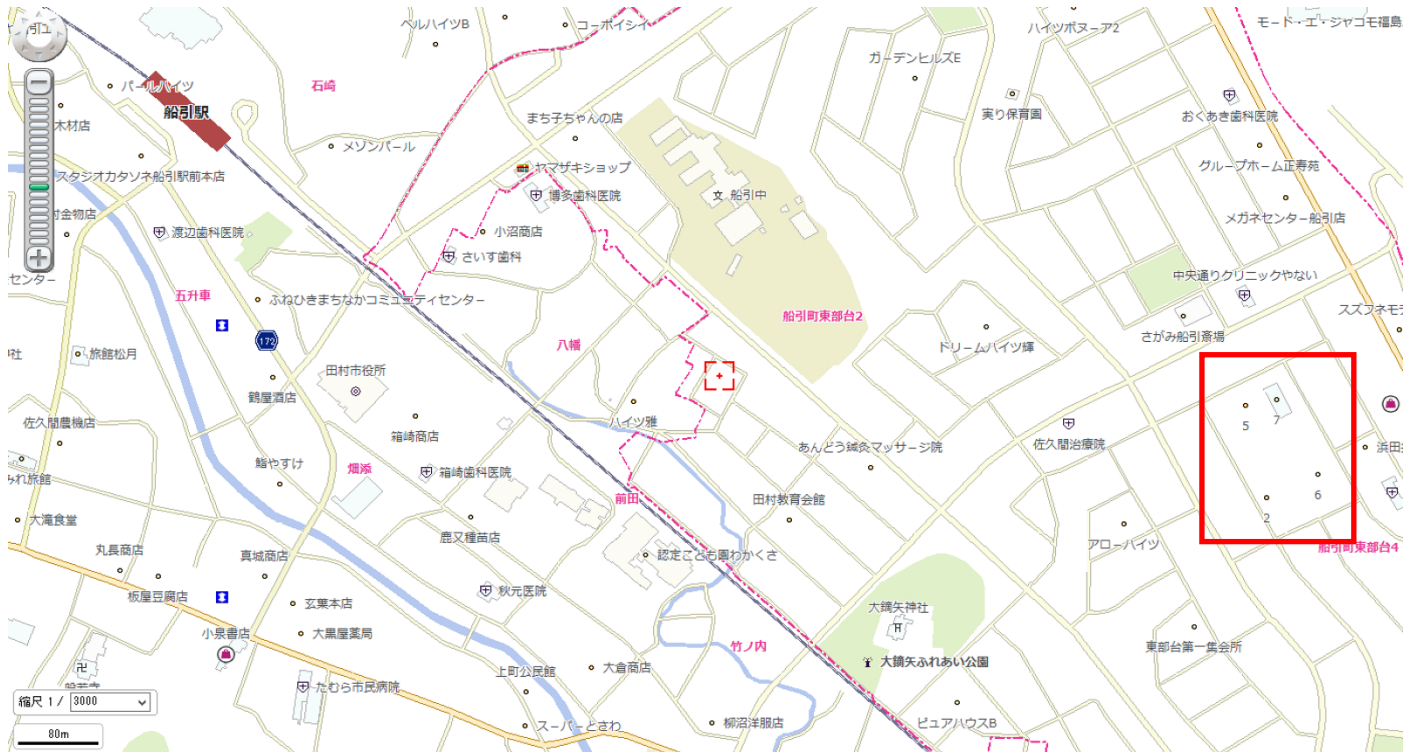 ベルハイツB
コーポイシイ
ハイツボヌーア2
モード・エ・ジャコモ福島
石崎
パールハイツ
船引駅
ガーデンヒルズE
木材店
メゾンパール
まち子ちゃんの店
実り保育園
おくあき歯科医院
スタジオカタソネ船引駅前本店
ヤマザキショップ
博多歯科医院
文 船引中
グループホーム正寿苑
村金物店
渡辺歯科医院
小沼商店
さいす歯科
メガネセンター船引店
センター
五升車
ふねひきまちなかコミュニティセンター
中央通りクリニックやない
172
八幡
船引町東部台2
さがみ船引斎場
スズフネモデ
旅館松月
田村市役所
ドリームハイツ輝
鶴屋酒店
佐久間農機店
箱崎商店
ハイツ雅
あんどう鍼灸マッサージ院
佐久間治療院
5
7
浜田
鮨やすけ
畑添
箱崎歯科医院
前田
田村教育会館
6
みれ旅館
2
大滝食堂
鹿又種苗店
アローハイツ
船引町東部台4
丸長商店
真城商店
認定こども園わかくさ
板屋豆腐店
秋元医院
玄葉本店
大鏑矢神社
小泉書店
大黒屋薬局
竹ノ内
東部台第一集会所
上町公民館
大倉商店
大鏑矢ふれあい公園
たむら市民病院
縮尺 1 / 3000
スーパーとさわ
柳沼洋服店
ピュアハウスB
80m